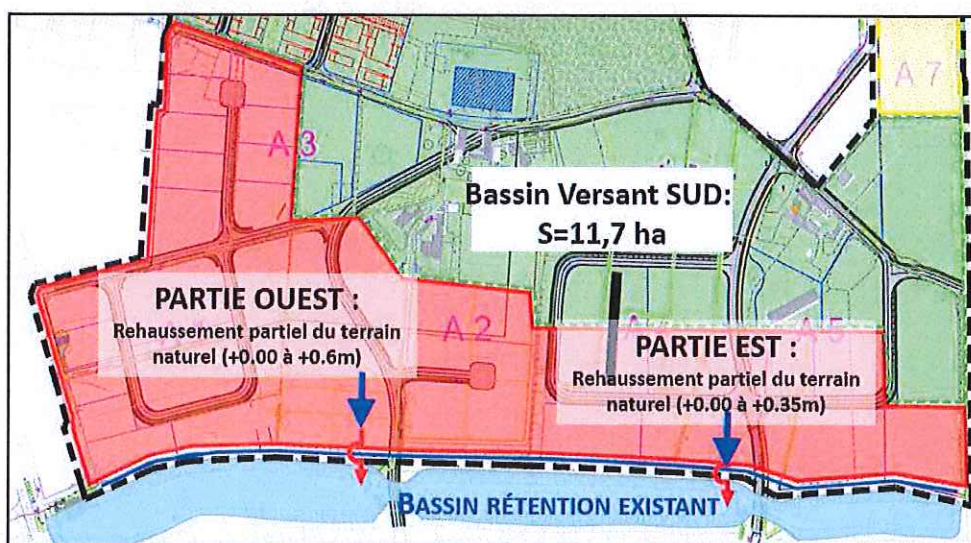 A 7
A 3
Bassin Versant SUD:
S=11,7 ha
PARTIE OUEST :
Rehaussement partiel du terrain
naturel (+0.00 à +0.6m)
A 2
A 5
PARTIE EST :
Rehaussement partiel du terrain
naturel (+0.00 à +0.35m)
BASSIN RÉTENTION EXISTANT